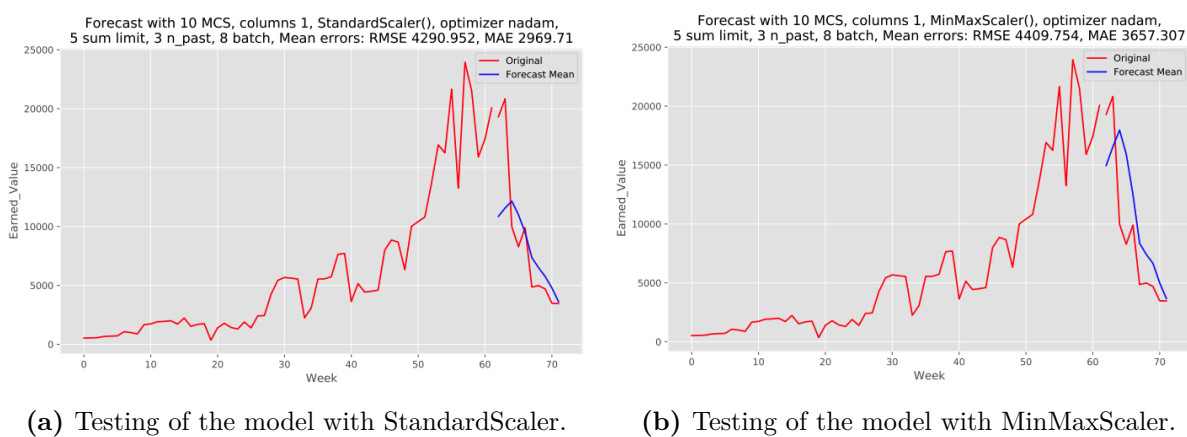 Forecast with 10 MCS, columns 1, StandardScaler(), optimizer nadam,
5 sum limit, 3 n_past, 8 batch, Mean errors: RMSE 4290.952, MAE 2969.71
25000
20000
15000
10000
5000
0
Earned_Value
Original
Forecast Mean
0 10 20 30 40 50 60 70
Week
(a) Testing of the model with StandardScaler.
Forecast with 10 MCS, columns 1, MinMaxScaler(), optimizer nadam,
5 sum limit, 3 n_past, 8 batch, Mean errors: RMSE 4409.754, MAE 3657.307
25000
20000
15000
10000
5000
0
Earned_Value
Original
Forecast Mean
0 10 20 30 40 50 60 70
Week
(b) Testing of the model with MinMaxScaler.